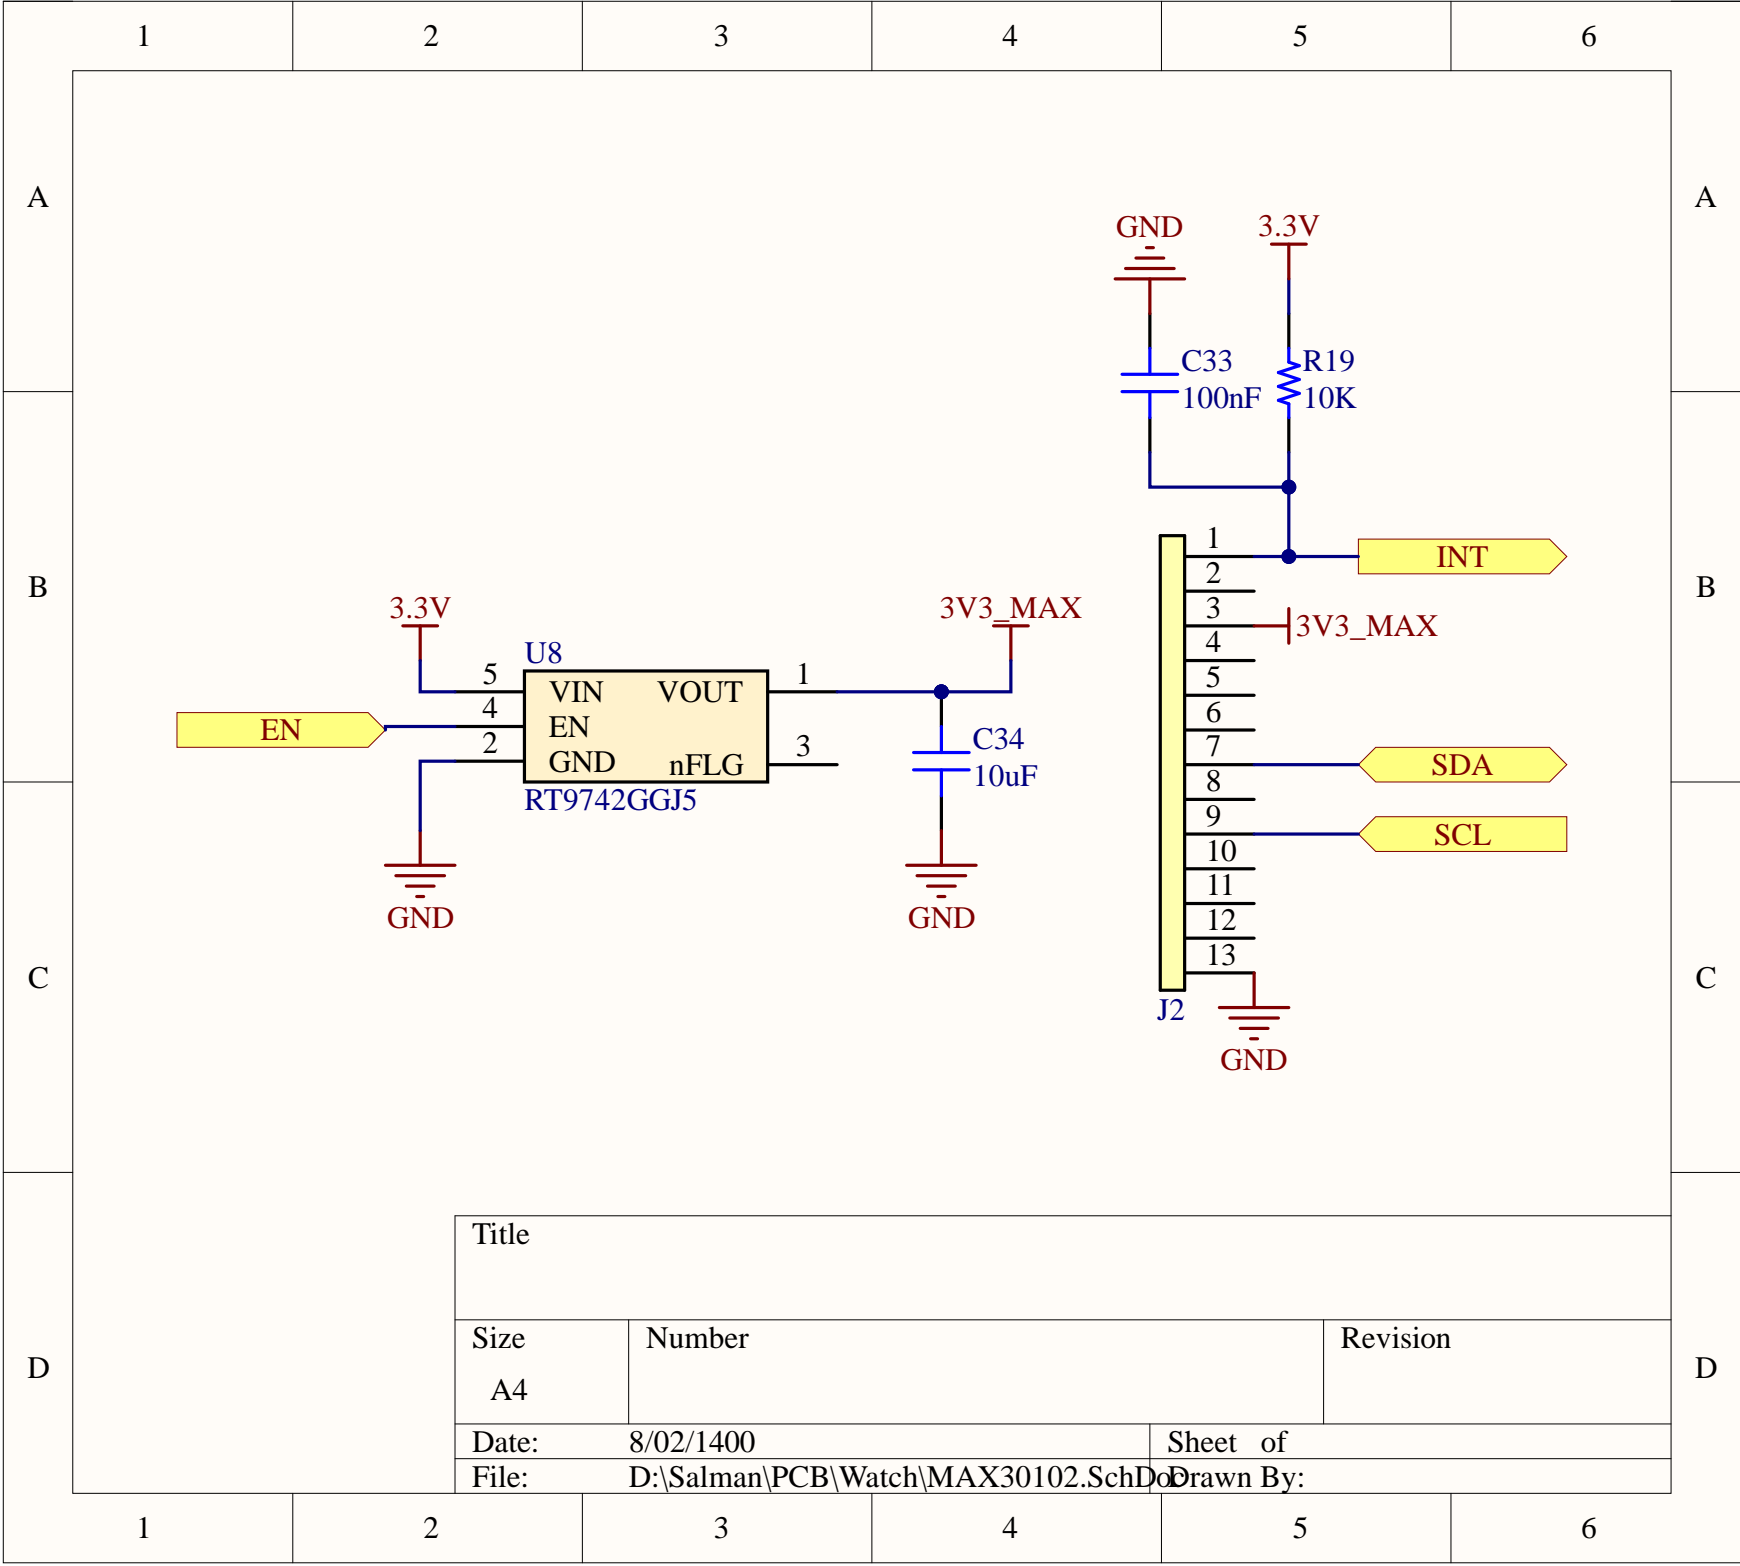 1 2 3 4 5 6
A A
GND 3.3V
C33 R19
100nF 10K
B B
1 INT
2
3 3V3_MAX
4
5
6
7 SDA
8
9 SCL
10
11
12
13
J2
GND
3.3V 3V3_MAX
U8
5 VIN VOUT 1
EN 4 EN
2 GND nFLG 3
RT9742GGJ5
C34
10uF
GND GND
C C
D D
Title
Size Number Revision
A4
Date: 8/02/1400 Sheet of
File: D:\Salman\PCB\Watch\MAX30102.SchDoc Drawn By:
1 2 3 4 5 6